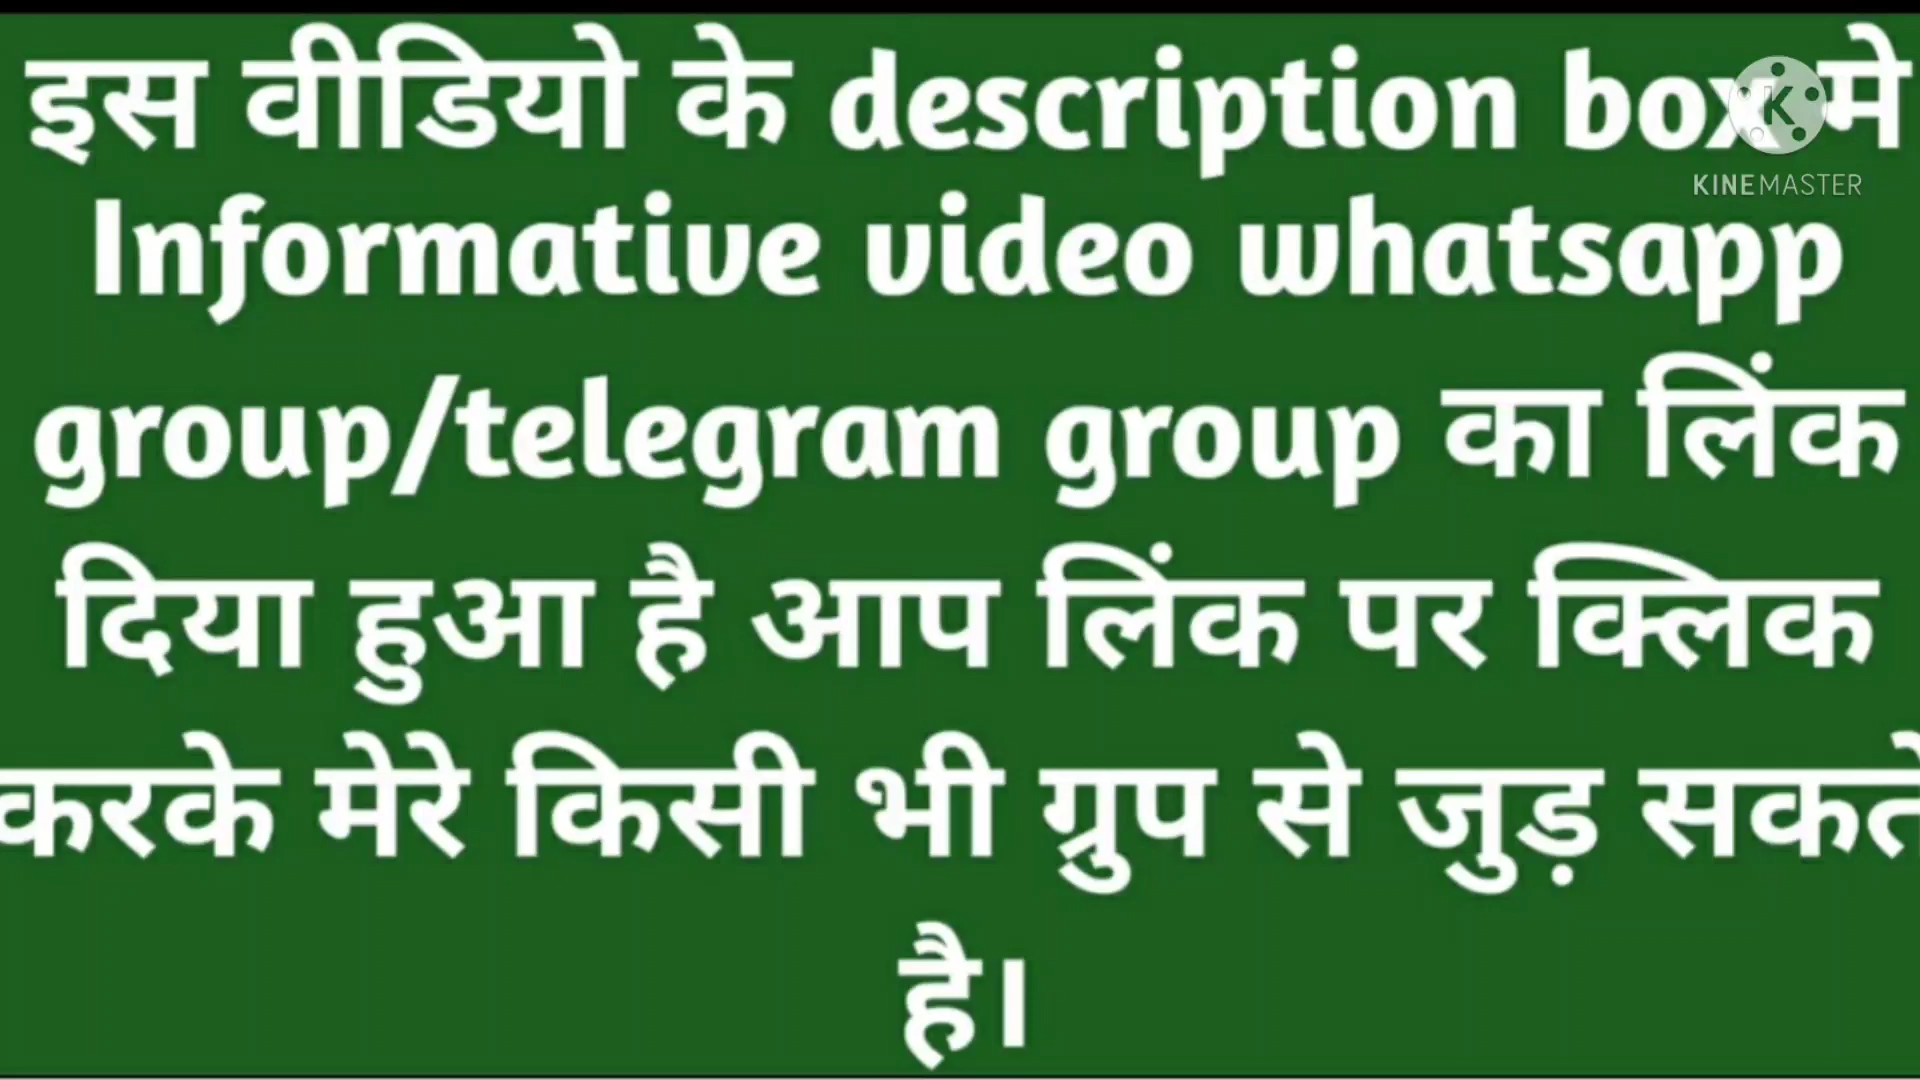 इस वीडियो के description box मे
KINEMASTER
Informative video whatsapp
group/telegram group का लिंक
दिया हुआ है आप लिंक पर क्लिक
करके मेरे किसी भी ग्रुप से जुड़ सकते
है।